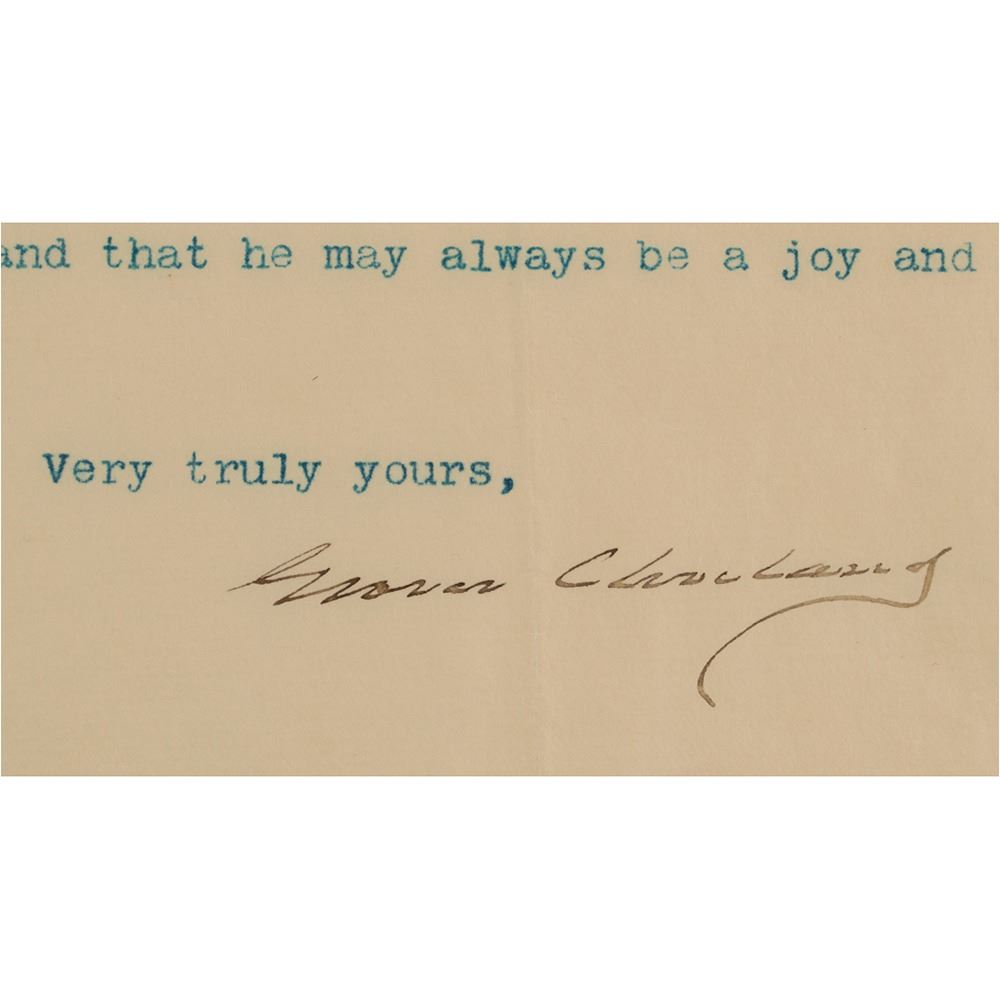 and that he may always be a joy and
Very truly yours,
Grover Cleveland